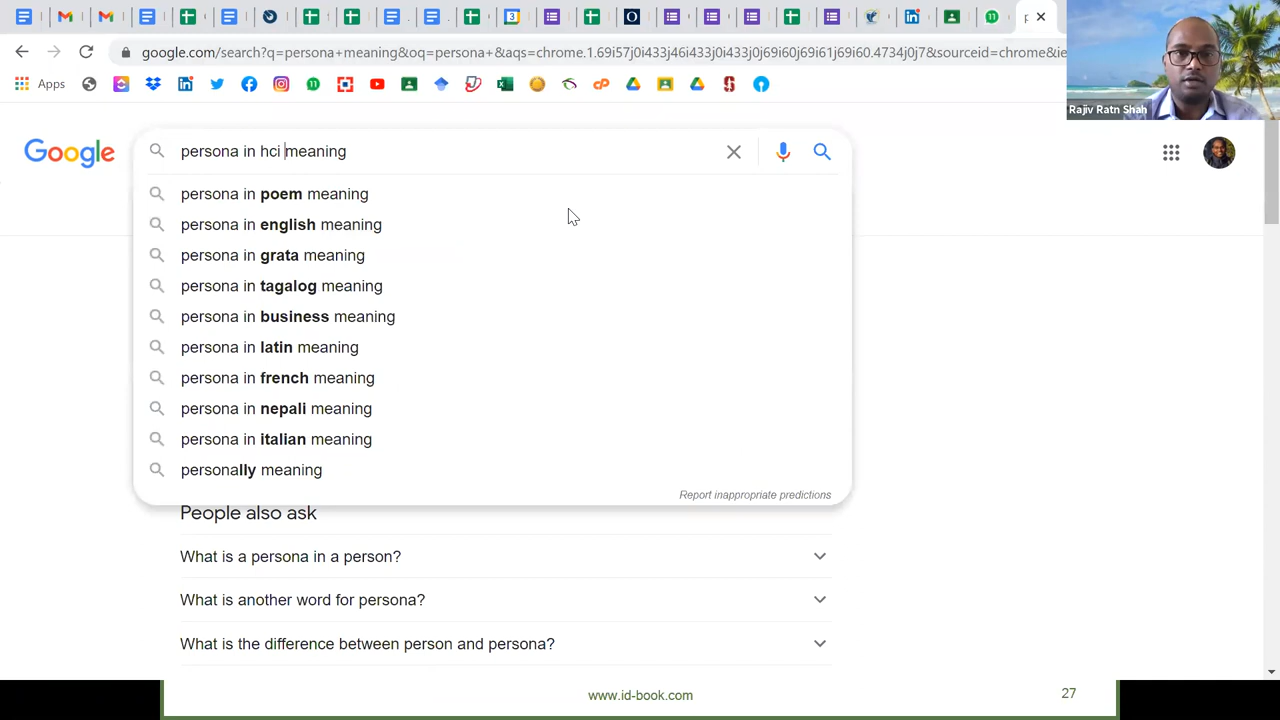 google.com/search?q=persona+meaning&oq=persona+&aqs=chrome.1.69i57j0i433j46i433j0i433j0j69i60j69i61j69i60.4734j0j7&sourceid=chrome&ie
Apps
Rajiv Ratn Shah
Google
persona in hci meaning
persona in poem meaning
persona in english meaning
persona in grata meaning
persona in tagalog meaning
persona in business meaning
persona in latin meaning
persona in french meaning
persona in nepali meaning
persona in italian meaning
personally meaning
Report inappropriate predictions
People also ask
What is a persona in a person?
What is another word for persona?
What is the difference between person and persona?
www.id-book.com
27